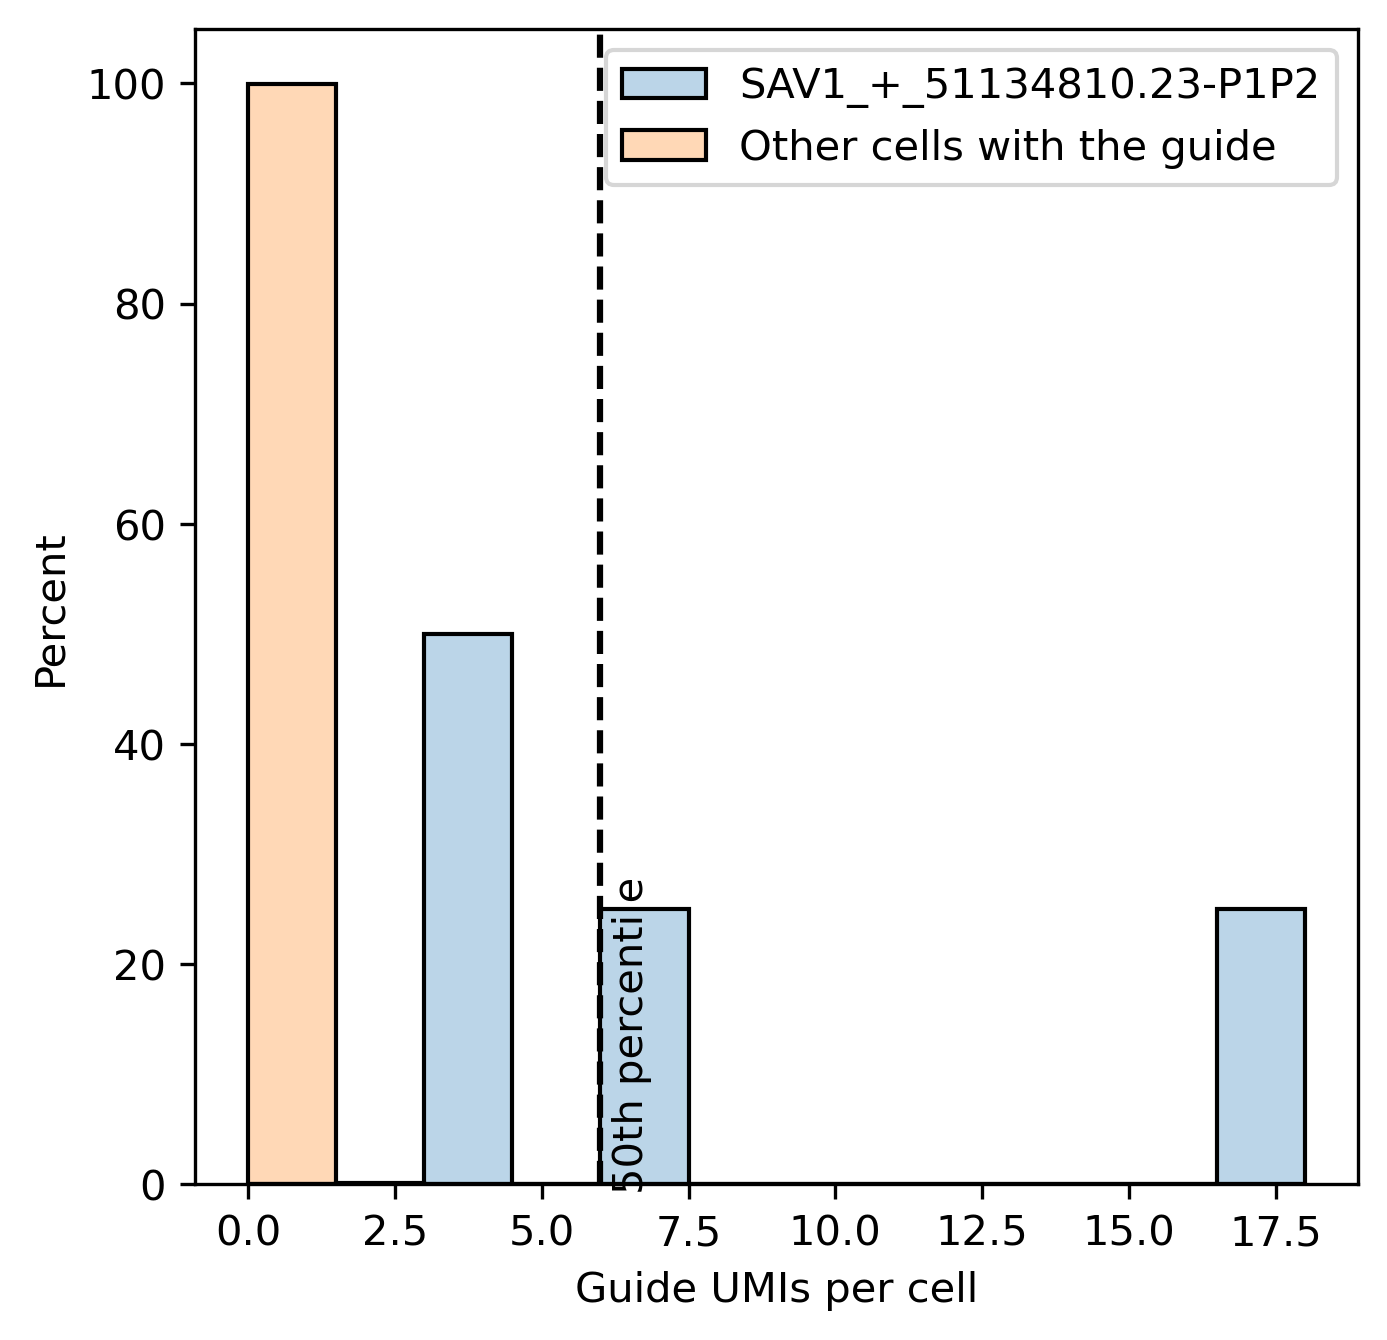 SAV1_+_51134810.23-P1P2
Other cells with the guide
100
80
60
40
20
0
Percent
50th percentile
0.0 2.5 5.0 7.5 10.0 12.5 15.0 17.5
Guide UMIs per cell